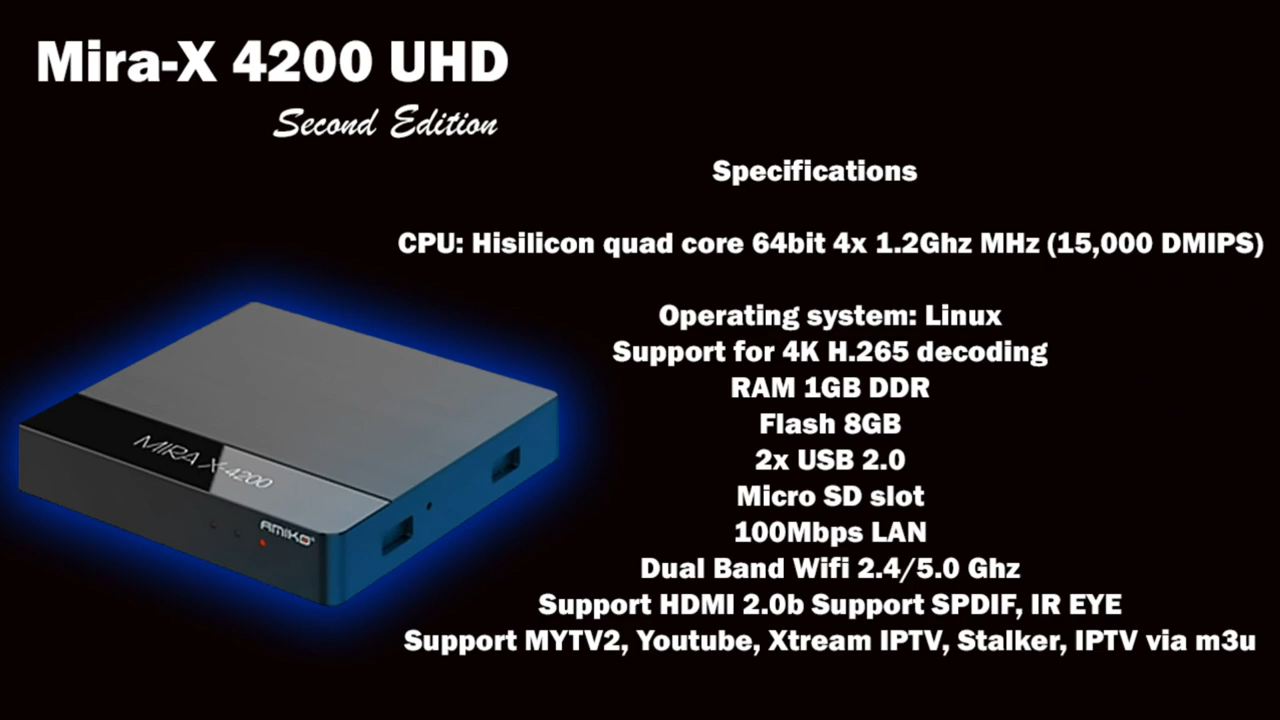 Mira-X 4200 UHD
Second Edition
Specifications
CPU: Hisilicon quad core 64bit 4x 1.2Ghz MHz (15,000 DMIPS)
Operating system: Linux
Support for 4K H.265 decoding
RAM 1GB DDR
Flash 8GB
2x USB 2.0
Micro SD slot
100Mbps LAN
Dual Band Wifi 2.4/5.0 Ghz
Support HDMI 2.0b Support SPDIF, IR EYE
Support MYTV2, Youtube, Xtream IPTV, Stalker, IPTV via m3u
MIRA X-4200
AMIKO